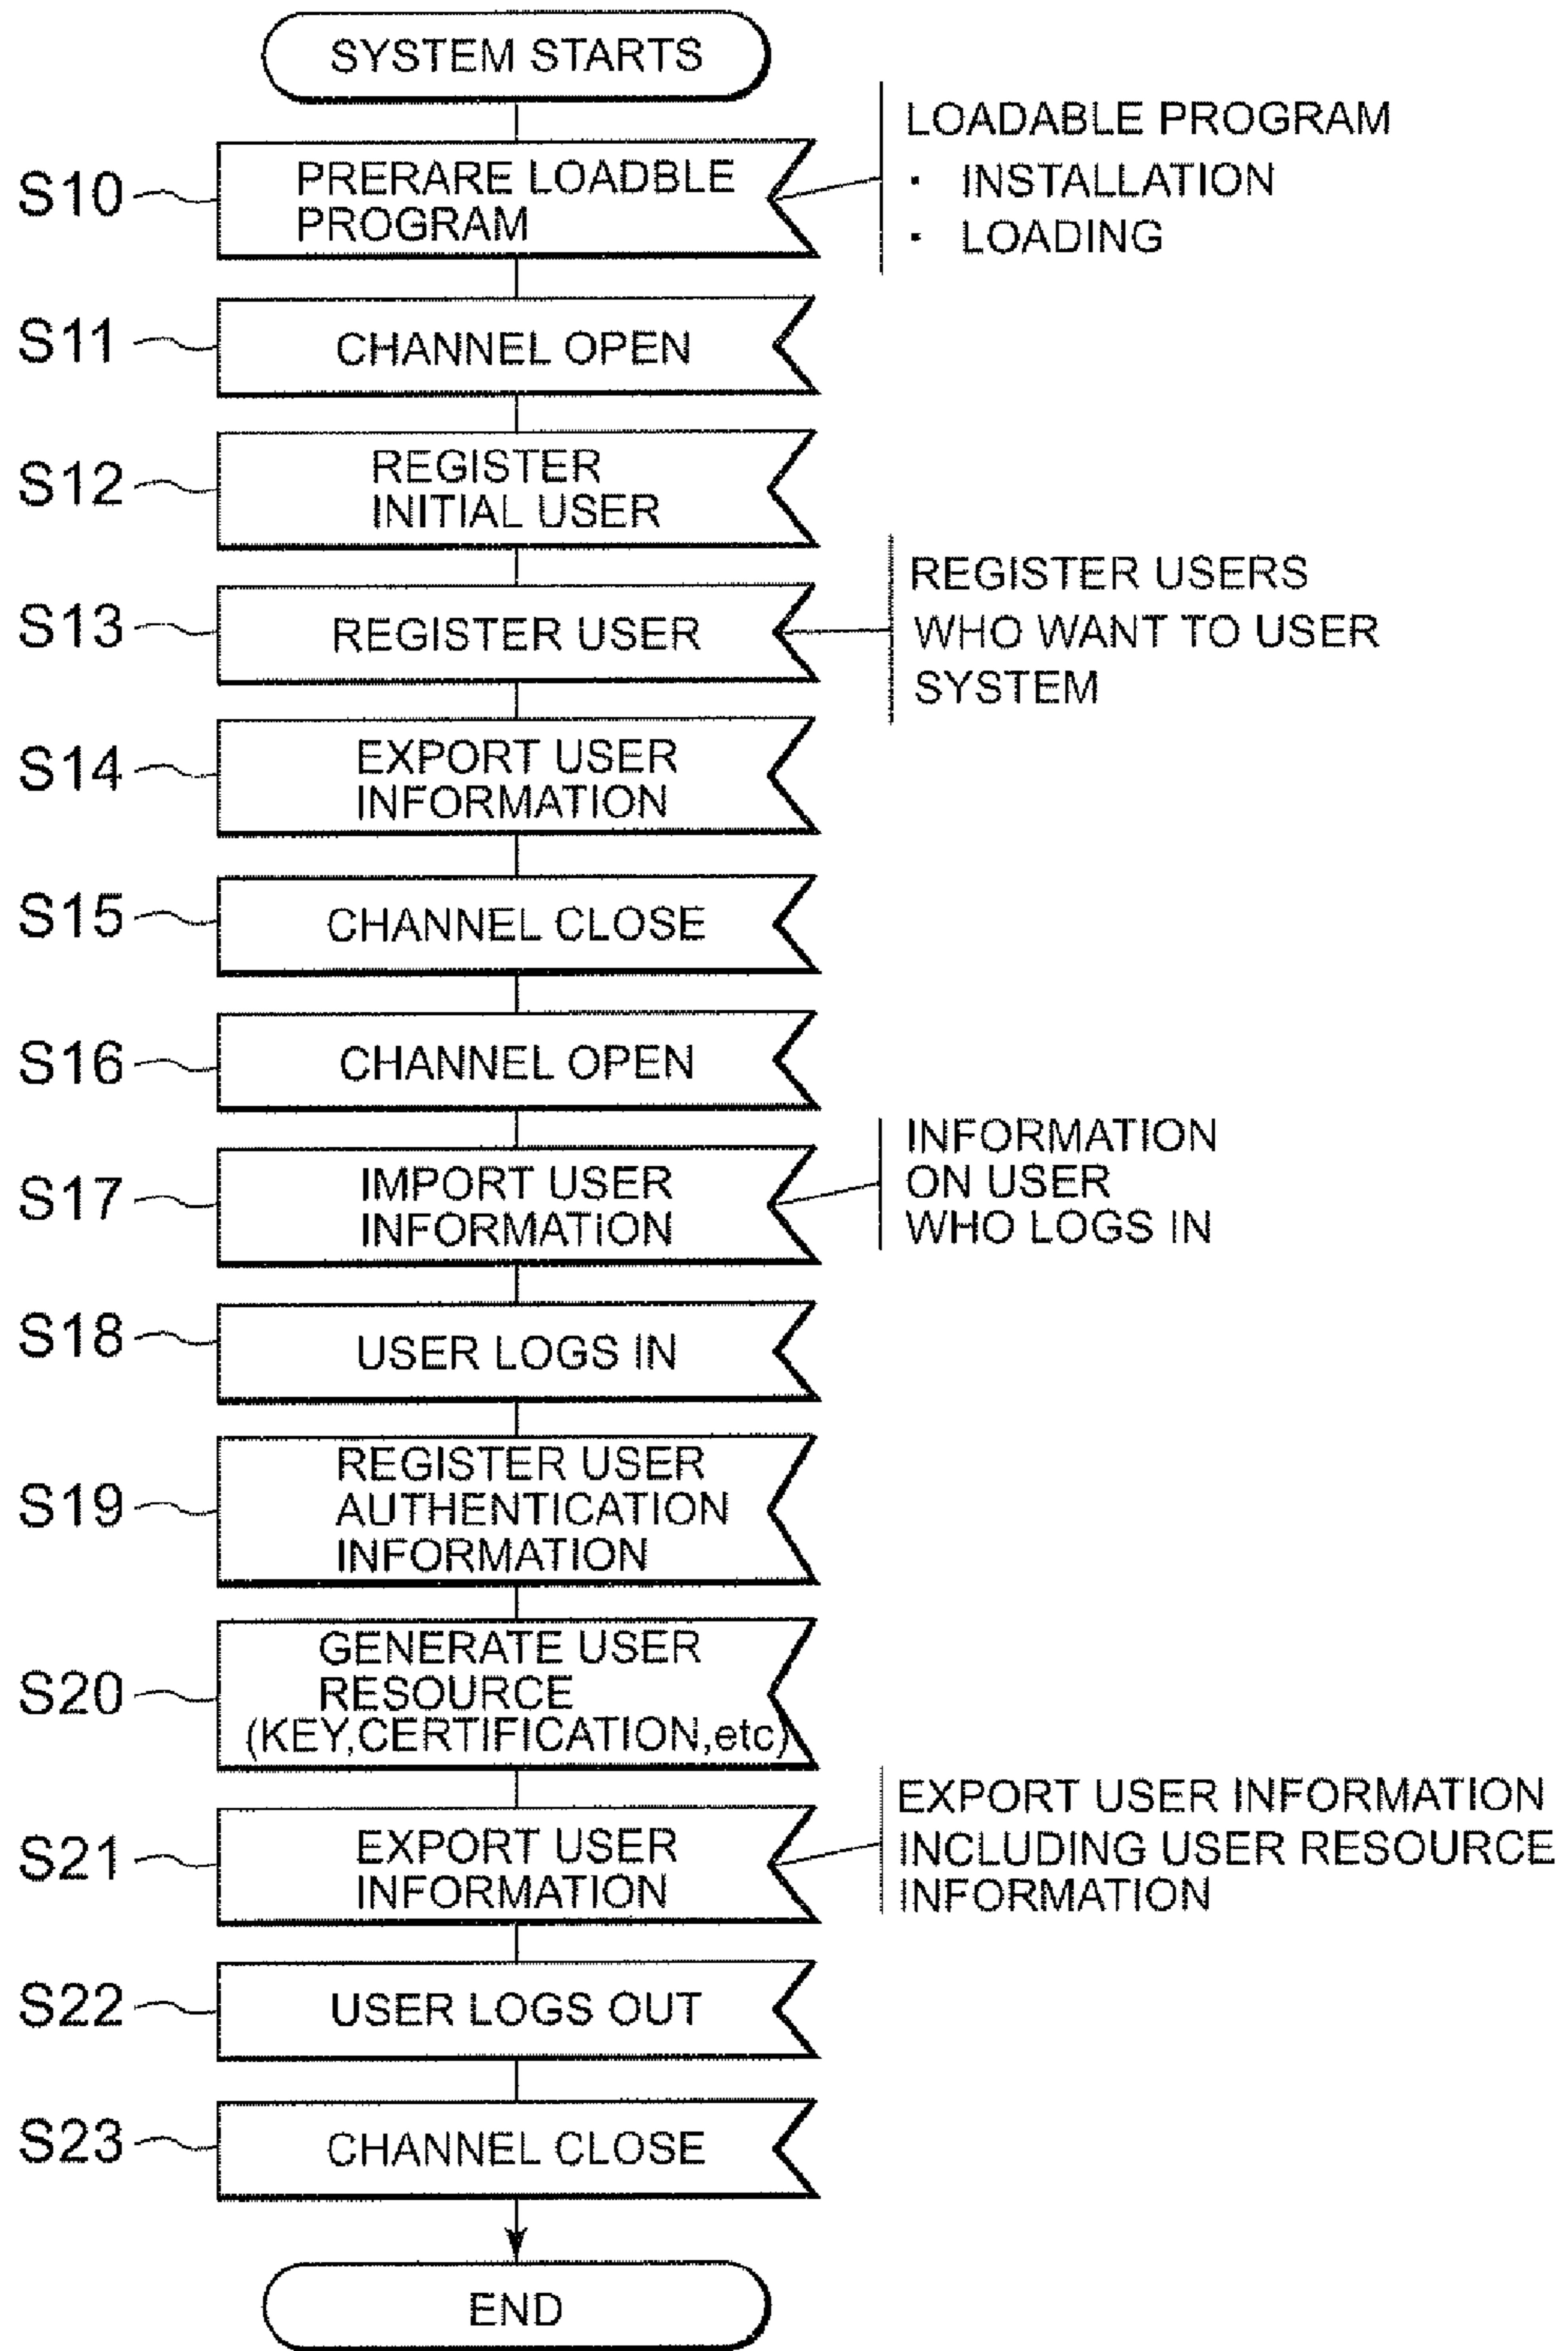 SYSTEM STARTS
S10
PRERARE LOADBLE
PROGRAM
LOADABLE PROGRAM
· INSTALLATION
· LOADING
S11
CHANNEL OPEN
S12
REGISTER
INITIAL USER
S13
REGISTER USER
REGISTER USERS
WHO WANT TO USER
SYSTEM
S14
EXPORT USER
INFORMATION
S15
CHANNEL CLOSE
S16
CHANNEL OPEN
S17
IMPORT USER
INFORMATiON
INFORMATION
ON USER
WHO LOGS IN
S18
USER LOGS IN
S19
REGISTER USER
AUTHENTICATION
INFORMATION
S20
GENERATE USER
RESOURCE
(KEY,CERTIFICATION,etc)
S21
EXPORT USER
INFORMATION
EXPORT USER INFORMATION
INCLUDING USER RESOURCE
INFORMATION
S22
USER LOGS OUT
S23
CHANNEL CLOSE
END